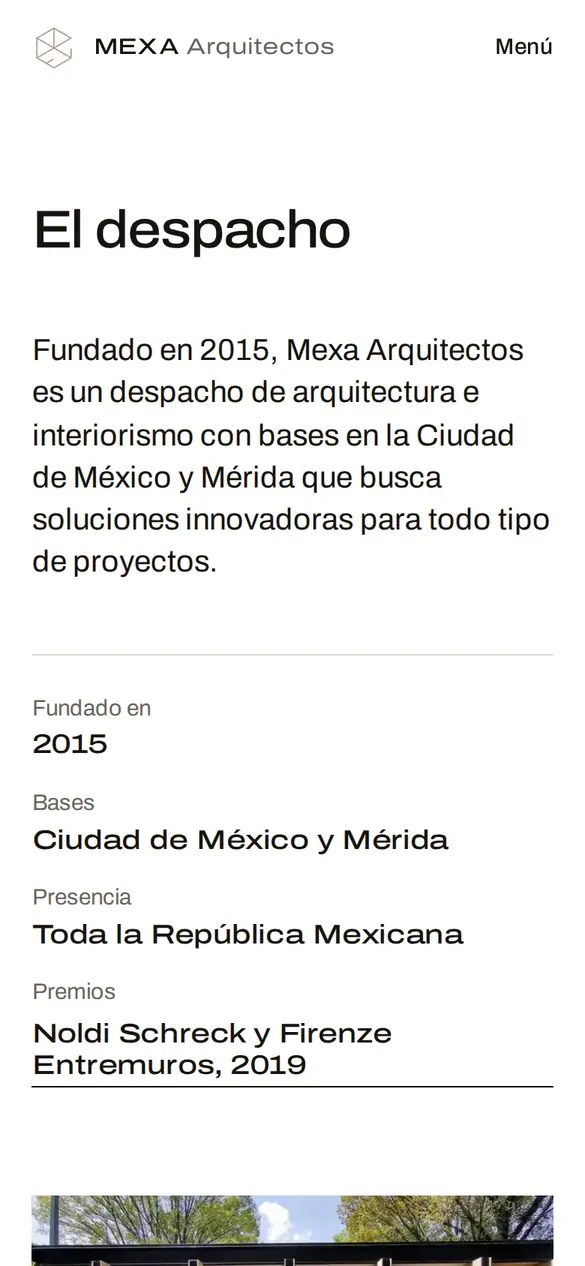 MEXA Arquitectos
Menú
El despacho
Fundado en 2015, Mexa Arquitectos
es un despacho de arquitectura e
interiorismo con bases en la Ciudad
de México y Mérida que busca
soluciones innovadoras para todo tipo
de proyectos.
Fundado en
2015
Bases
Ciudad de México y Mérida
Presencia
Toda la República Mexicana
Premios
Noldi Schreck y Firenze
Entremuros, 2019